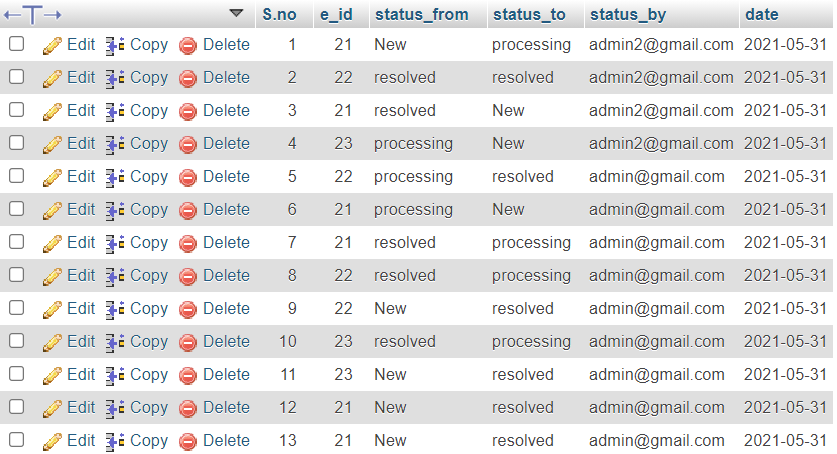 S.no e_id status_from status_to status_by date
Edit Copy Delete 1 21 New processing admin2@gmail.com 2021-05-31
Edit Copy Delete 2 22 resolved resolved admin2@gmail.com 2021-05-31
Edit Copy Delete 3 21 resolved New admin2@gmail.com 2021-05-31
Edit Copy Delete 4 23 processing New admin2@gmail.com 2021-05-31
Edit Copy Delete 5 22 processing resolved admin@gmail.com 2021-05-31
Edit Copy Delete 6 21 processing New admin@gmail.com 2021-05-31
Edit Copy Delete 7 21 resolved processing admin@gmail.com 2021-05-31
Edit Copy Delete 8 22 resolved processing admin@gmail.com 2021-05-31
Edit Copy Delete 9 22 New resolved admin@gmail.com 2021-05-31
Edit Copy Delete 10 23 resolved processing admin@gmail.com 2021-05-31
Edit Copy Delete 11 23 New resolved admin@gmail.com 2021-05-31
Edit Copy Delete 12 21 New resolved admin@gmail.com 2021-05-31
Edit Copy Delete 13 21 New resolved admin@gmail.com 2021-05-31